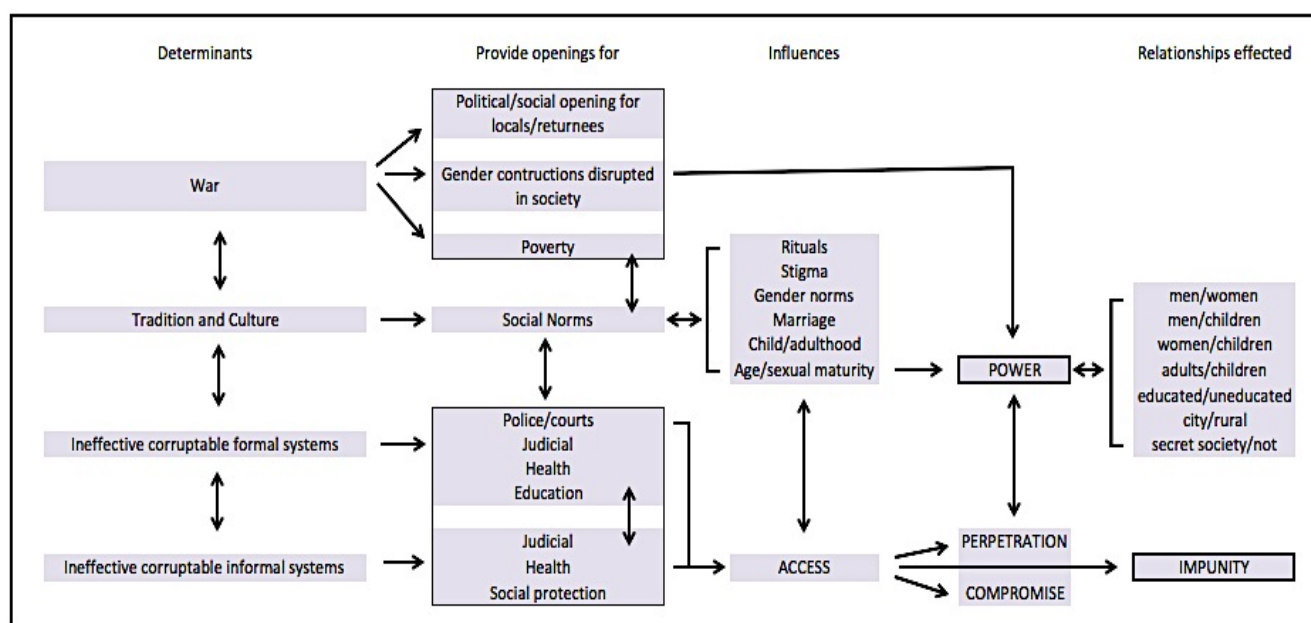 Determinants
Provide openings for
Influences
Relationships effected
Political/social opening for
locals/returnees
War
Gender contructions disrupted
in society
Poverty
Tradition and Culture
Social Norms
Rituals
Stigma
Gender norms
Marriage
Child/adulthood
Age/sexual maturity
POWER
men/women
men/children
women/children
adults/children
educated/uneducated
city/rural
secret society/not
Ineffective corruptable formal systems
Police/courts
Judicial
Health
Education
Ineffective corruptable informal systems
Judicial
Health
Social protection
ACCESS
PERPETRATION
COMPROMISE
IMPUNITY